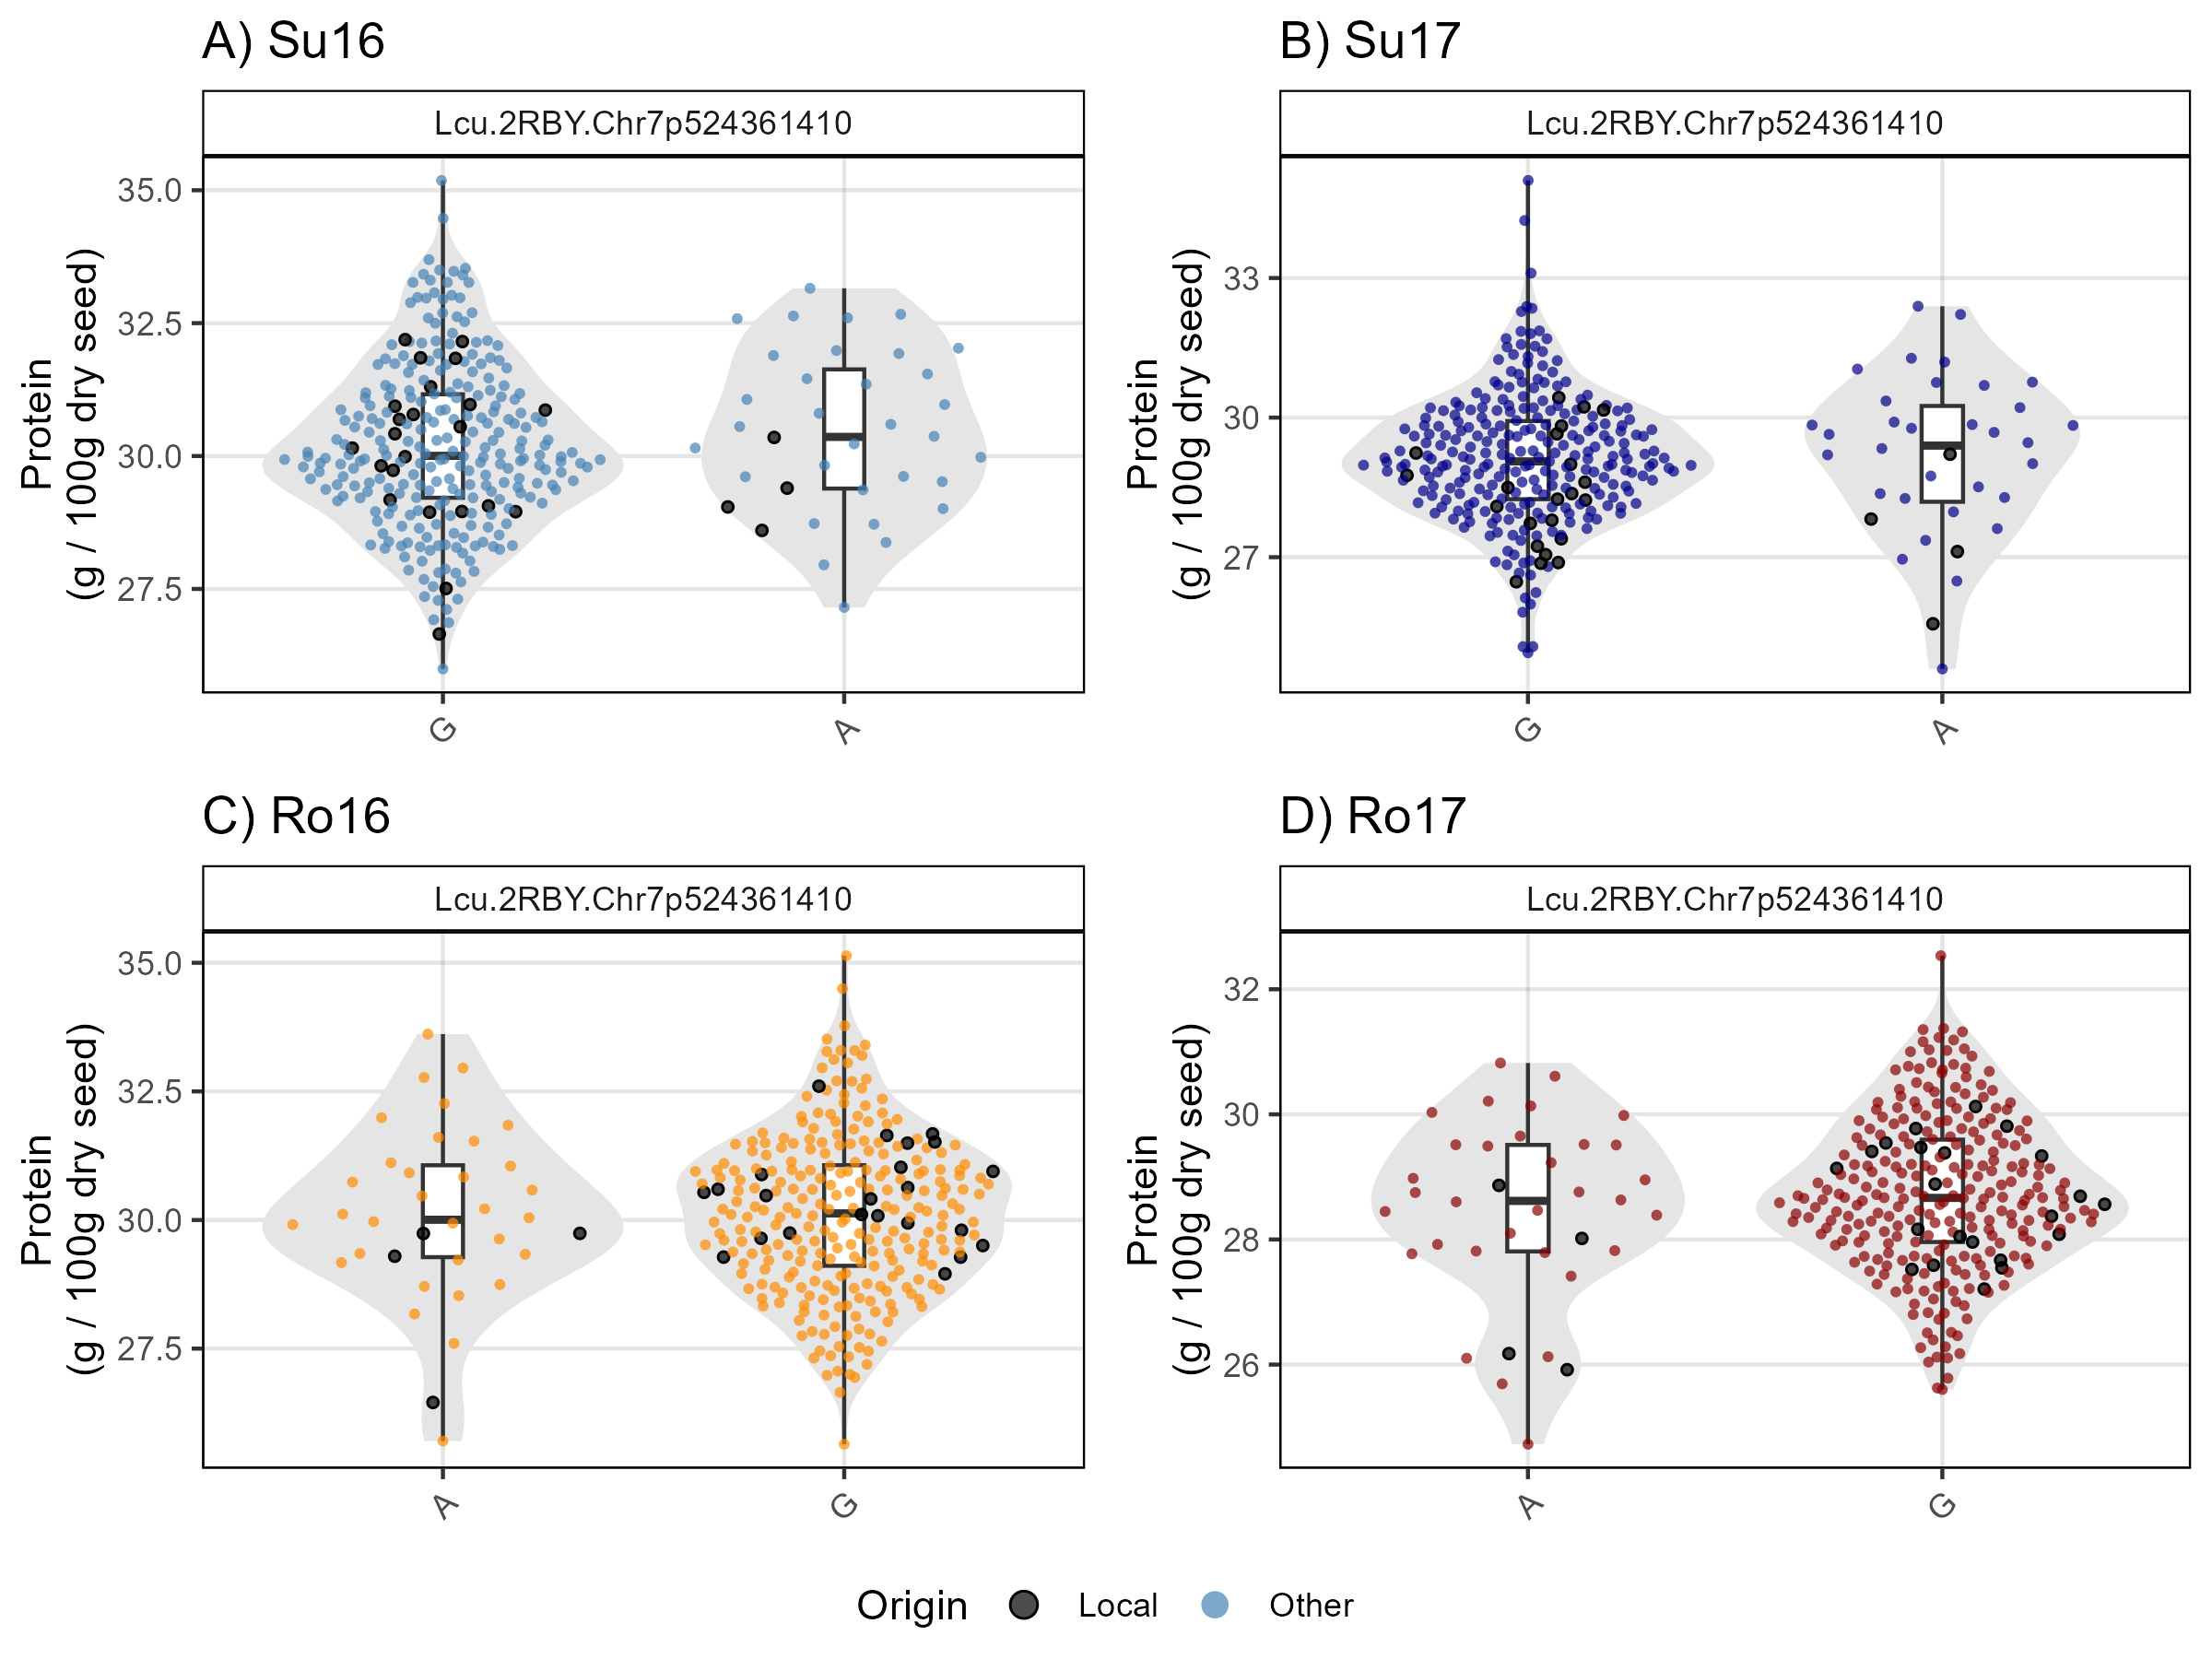 A) Su16
Lcu.2RBY.Chr7p524361410
Protein
(g / 100g dry seed)
35.0
32.5
30.0
27.5
G
A
B) Su17
Lcu.2RBY.Chr7p524361410
Protein
(g / 100g dry seed)
33
30
27
G
A
C) Ro16
Lcu.2RBY.Chr7p524361410
Protein
(g / 100g dry seed)
35.0
32.5
30.0
27.5
A
G
D) Ro17
Lcu.2RBY.Chr7p524361410
Protein
(g / 100g dry seed)
32
30
28
26
A
G
Origin Local Other